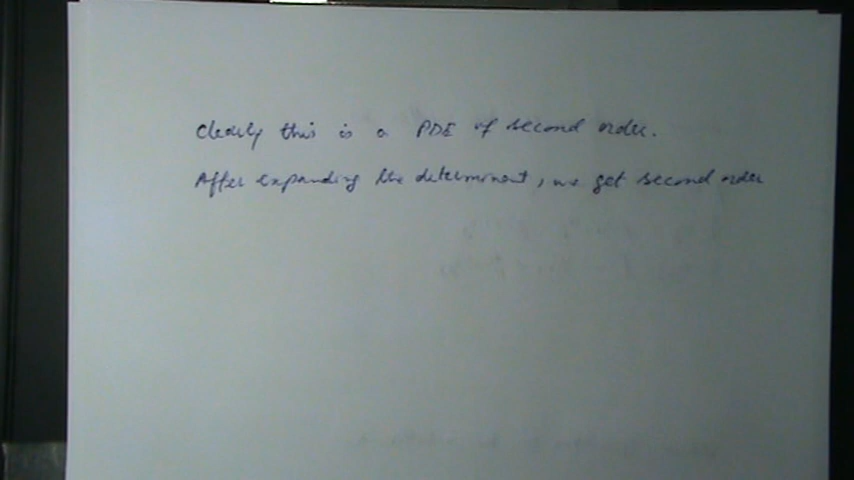 Clearly this is a PDE of second order.
After expanding the determinant, we get second order